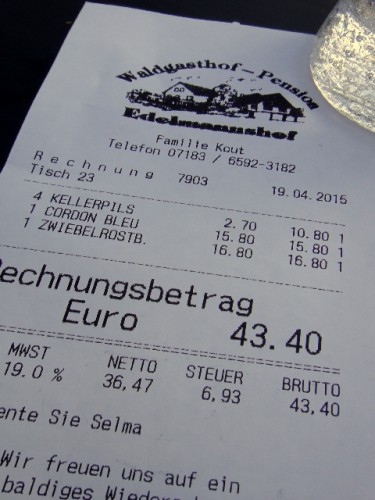 Waldgasthof-Pension
Edelmannshof
Familie Kout
Telefon 07183 / 6592-3182
Rechnung 7903 19.04.2015
Tisch 23
4 KELLERPILS 2.70 10.80 1
1 CORDON BLEU 15.80 15.80 1
1 ZWIEBELROSTB. 16.80 16.80 1
Rechnungsbetrag
Euro 43.40
MWST NETTO STEUER BRUTTO
19.0 % 36,47 6,93 43,40
ente Sie Selma
Wir freuen uns auf ein
baldiges Wieders